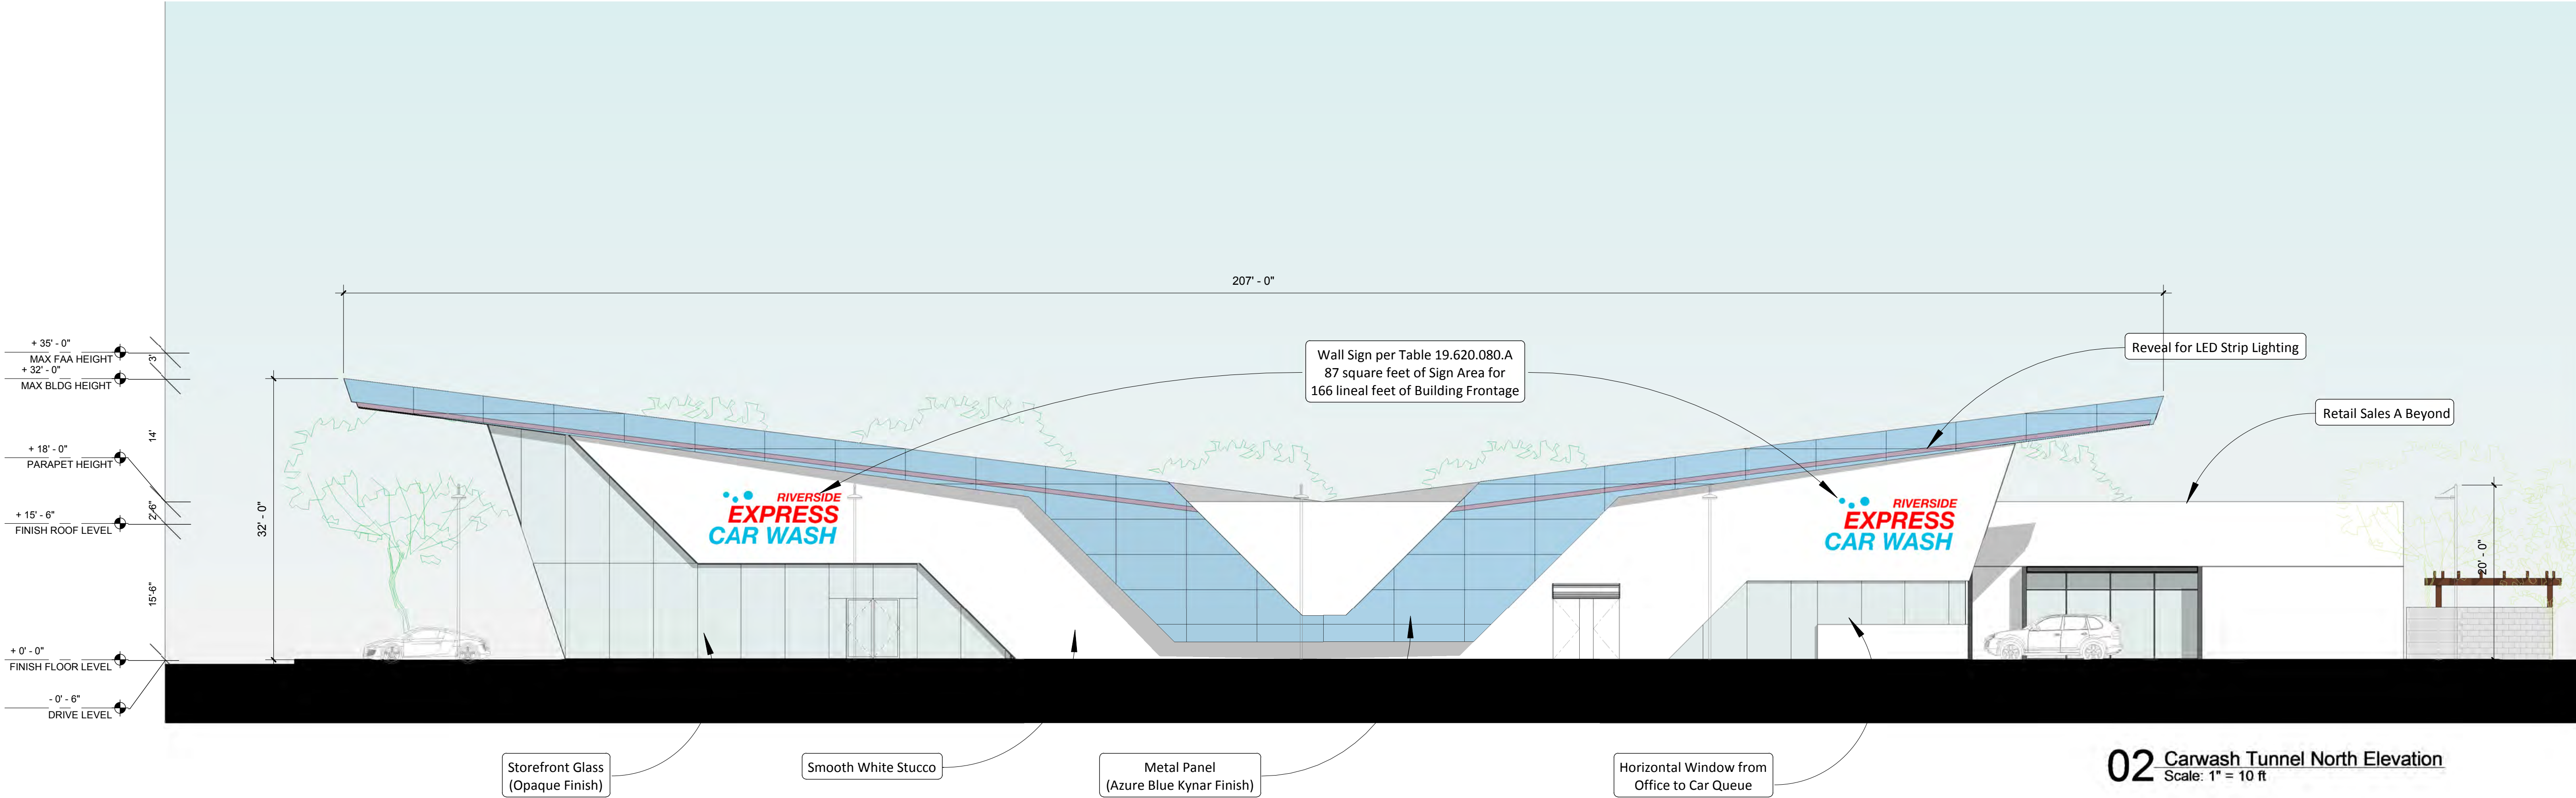 207' - 0"
+ 35' - 0"
MAX FAA HEIGHT
3'
+ 32' - 0"
MAX BLDG HEIGHT
14'
+ 18' - 0"
PARAPET HEIGHT
2'-6"
+ 15' - 6"
FINISH ROOF LEVEL
15'-6"
+ 0' - 0"
FINISH FLOOR LEVEL
- 0' - 6"
DRIVE LEVEL
32' - 0"
Wall Sign per Table 19.620.080.A
87 square feet of Sign Area for
166 lineal feet of Building Frontage
Reveal for LED Strip Lighting
Retail Sales A Beyond
RIVERSIDE
EXPRESS
CAR WASH
RIVERSIDE
EXPRESS
CAR WASH
20' - 0"
Storefront Glass
(Opaque Finish)
Smooth White Stucco
Metal Panel
(Azure Blue Kynar Finish)
Horizontal Window from
Office to Car Queue
02 Carwash Tunnel North Elevation
Scale: 1" = 10 ft